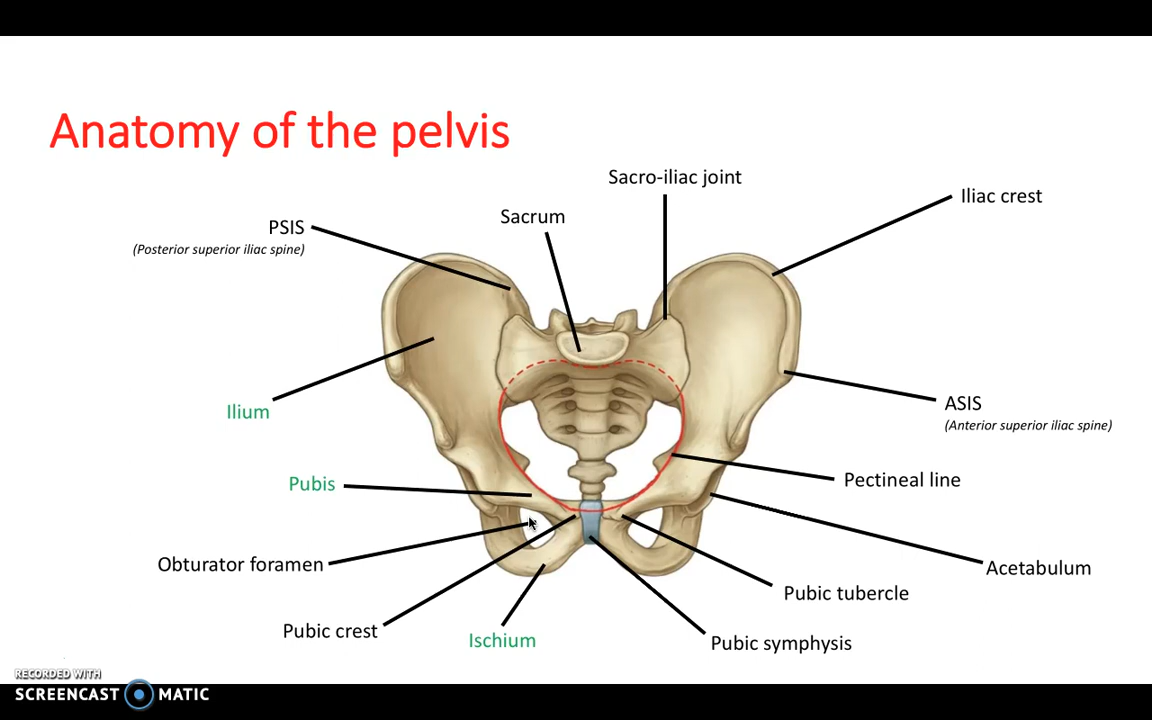 Anatomy of the pelvis
Sacro-iliac joint
Iliac crest
Sacrum
PSIS
(Posterior superior iliac spine)
Ilium
ASIS
(Anterior superior iliac spine)
Pubis
Pectineal line
Obturator foramen
Acetabulum
Pubic tubercle
Pubic crest
Ischium
Pubic symphysis
RECORDED WITH
SCREENCAST MATIC